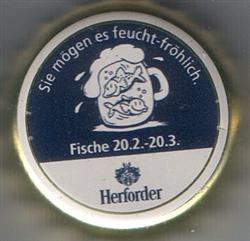 Sie mögen es feucht-fröhlich.
Fische 20.2.-20.3.
Herforder